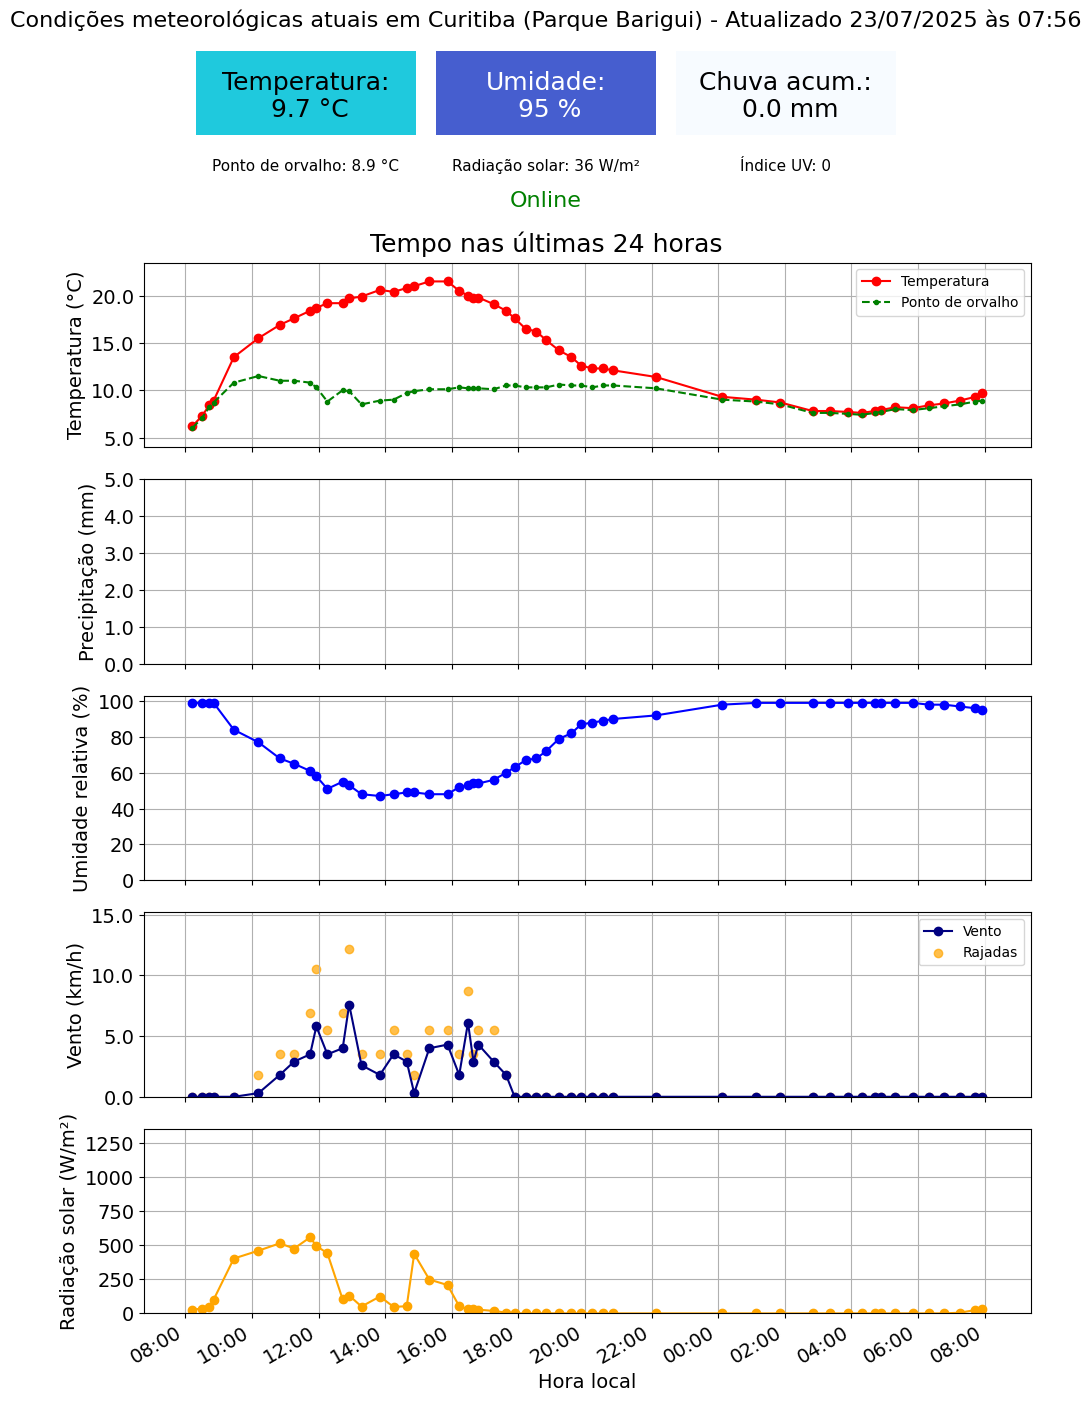 Condições meteorológicas atuais em Curitiba (Parque Barigui) - Atualizado 23/07/2025 às 07:56
Temperatura:
9.7 °C
Umidade:
95 %
Chuva acum.:
0.0 mm
Ponto de orvalho: 8.9 °C
Radiação solar: 36 W/m²
Índice UV: 0
Online
Tempo nas últimas 24 horas
Temperatura (°C)
20.0
15.0
10.0
5.0
Temperatura
Ponto de orvalho
Precipitação (mm)
5.0
4.0
3.0
2.0
1.0
0.0
Umidade relativa (%)
100
80
60
40
20
0
Vento (km/h)
15.0
10.0
5.0
0.0
Vento
Rajadas
Radiação solar (W/m²)
1250
1000
750
500
250
0
08:00
10:00
12:00
14:00
16:00
18:00
20:00
22:00
00:00
02:00
04:00
06:00
08:00
Hora local